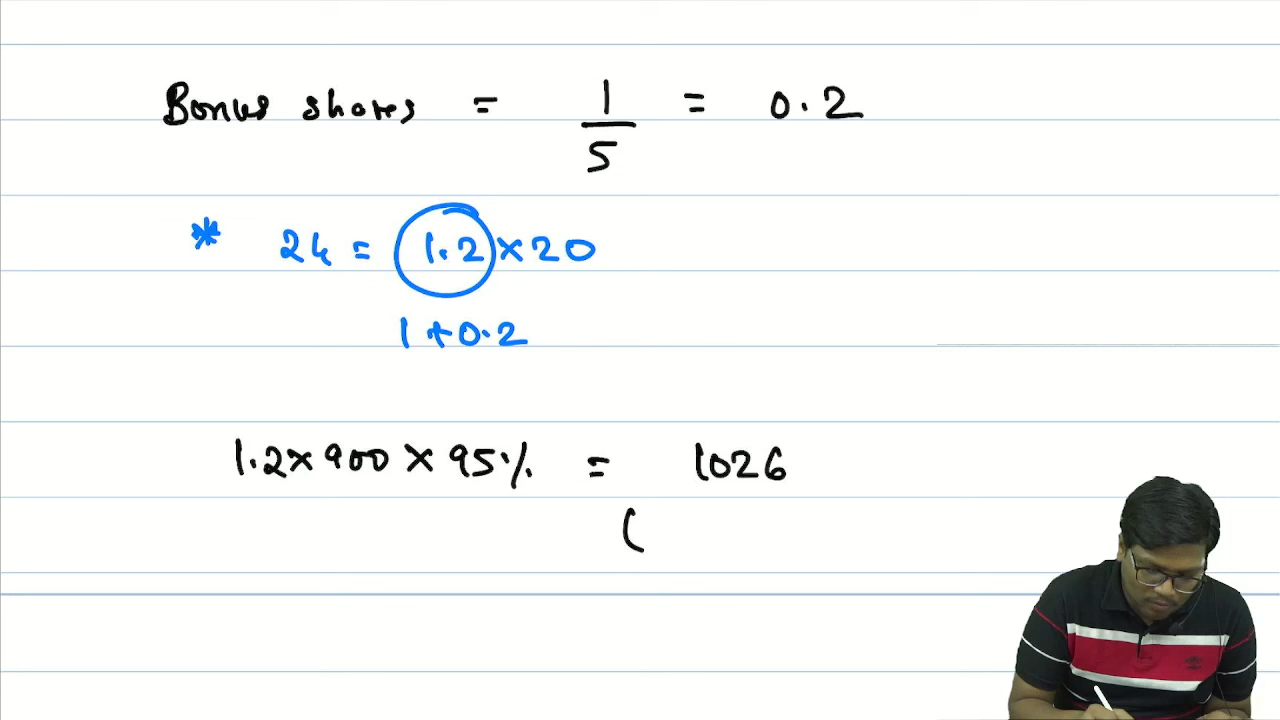 Bonus shares = 1/5 = 0.2
* 24 = 1.2 × 20
1 + 0.2
1.2 × 900 × 95% = 1026
(